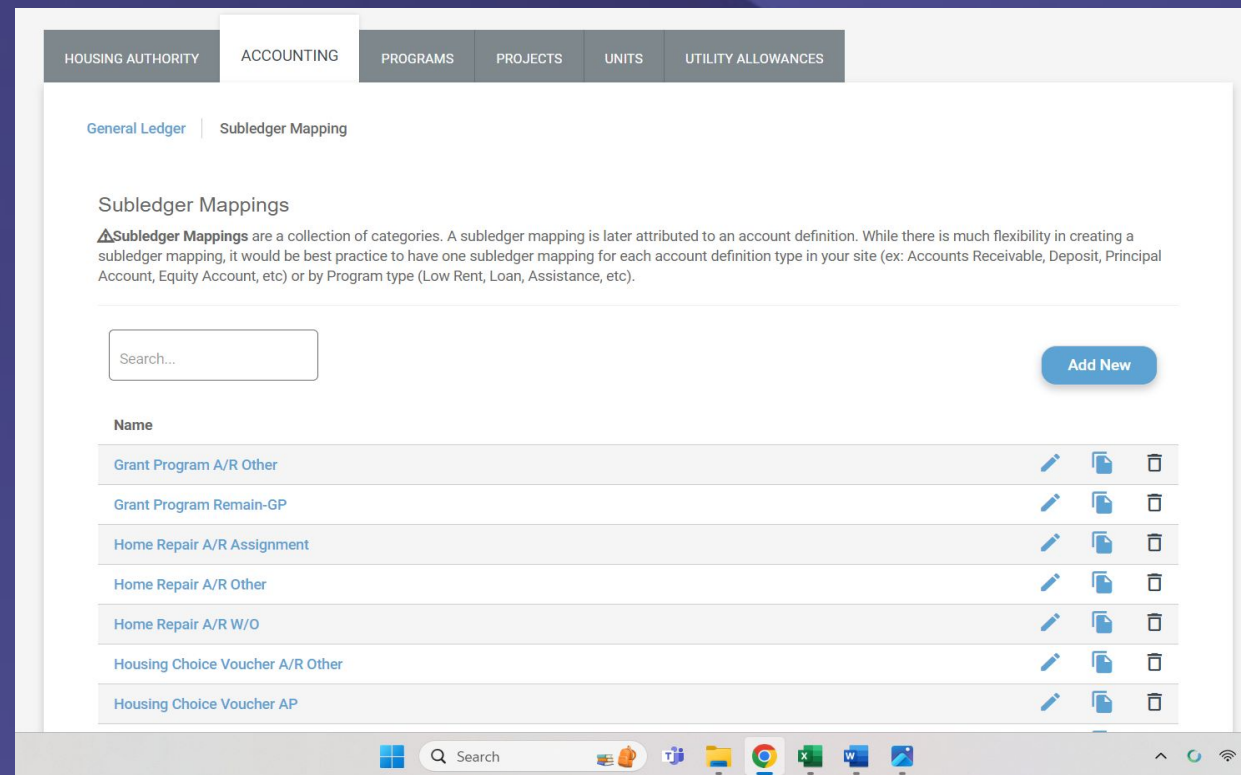 HOUSING AUTHORITY ACCOUNTING PROGRAMS PROJECTS UNITS UTILITY ALLOWANCES
General Ledger Subledger Mapping
Subledger Mappings
Subledger Mappings are a collection of categories. A subledger mapping is later attributed to an account definition. While there is much flexibility in creating a
subledger mapping, it would be best practice to have one subledger mapping for each account definition type in your site (ex: Accounts Receivable, Deposit, Principal
Account, Equity Account, etc) or by Program type (Low Rent, Loan, Assistance, etc).
Search...
Add New
Name
Grant Program A/R Other
Grant Program Remain-GP
Home Repair A/R Assignment
Home Repair A/R Other
Home Repair A/R W/O
Housing Choice Voucher A/R Other
Housing Choice Voucher AP
Search